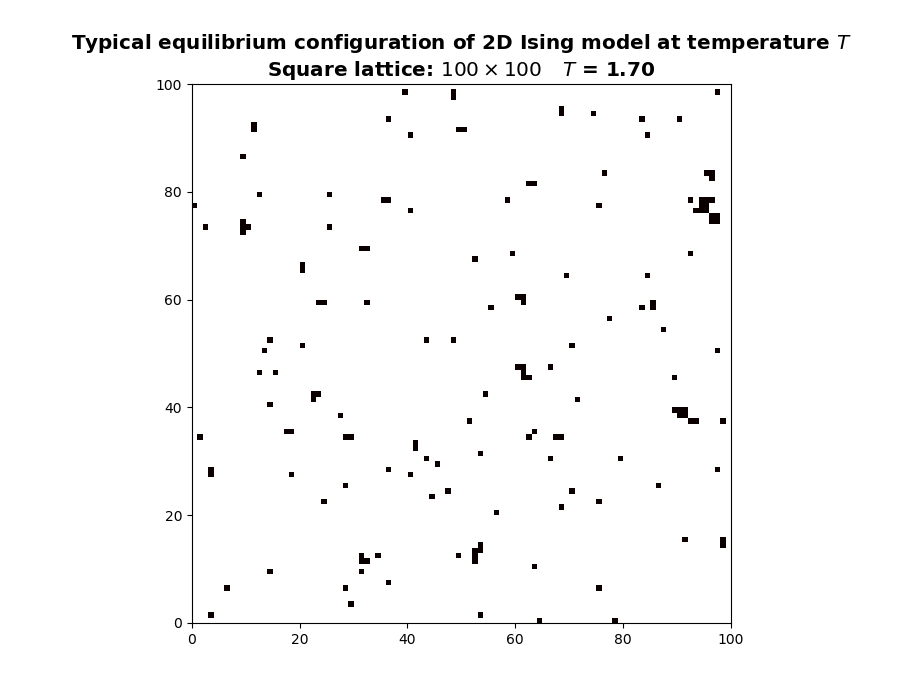 Typical equilibrium configuration of 2D Ising model at temperature T
Square lattice: 100 × 100 T = 1.70
100
80
60
40
20
0
0 20 40 60 80 100